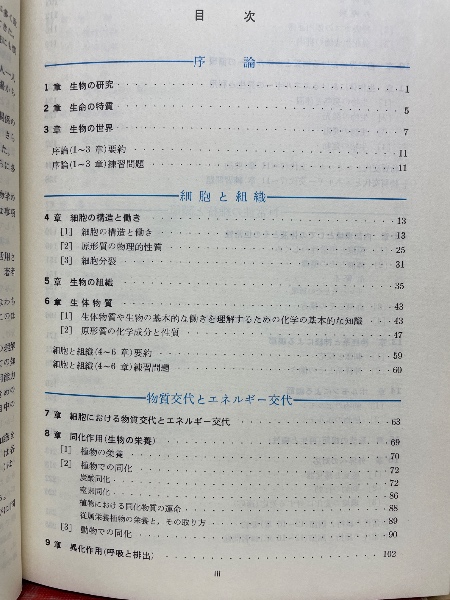 目次
序論
1章 生物の研究 1
2章 生命の特質 5
3章 生物の世界 7
序論(1〜3章)要約 11
序論(1〜3章)練習問題 11
細胞と組織
4章 細胞の構造と働き 13
[1] 細胞の構造と働き 13
[2] 原形質の物理的性質 25
[3] 細胞分裂 31
5章 生物の組織 35
6章 生体物質 43
[1] 生体物質や生物の基本的な働きを理解するための化学の基本的な知識 43
[2] 原形質の化学成分と性質 47
細胞と組織(4〜6章)要約 59
細胞と組織(4〜6章)練習問題 60
物質交代とエネルギー交代
7章 細胞における物質交代とエネルギー交代 63
8章 同化作用(生物の栄養) 69
[1] 植物の栄養 70
[2] 植物での同化 72
炭酸同化 72
窒素同化 86
植物における同化物質の運命 88
従属栄養植物の栄養と,その取り方 89
[3] 動物での同化 90
9章 異化作用(呼吸と排出) 102
iii